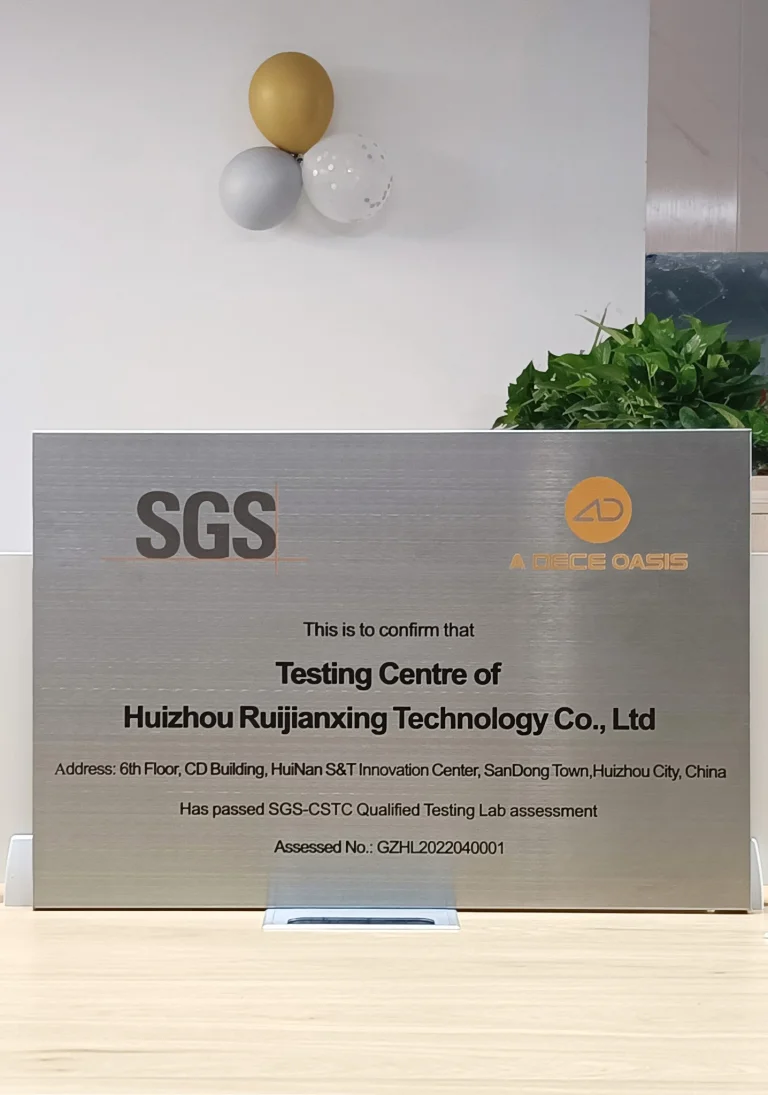 SGS
AD
A DECE OASIS
This is to confirm that
Testing Centre of
Huizhou Ruijianxing Technology Co., Ltd
Address: 6th Floor, CD Building, HuiNan S&T Innovation Center, SanDong Town,Huizhou City, China
Has passed SGS-CSTC Qualified Testing Lab assessment
Assessed No.: GZHL2022040001